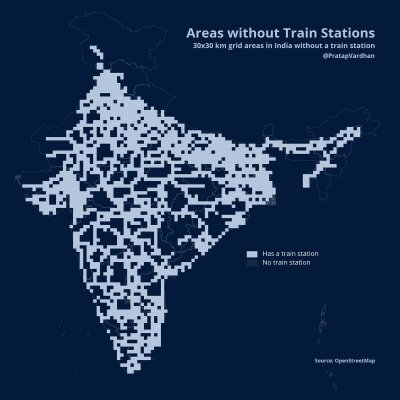 Areas without Train Stations
30x30 km grid areas in India without a train station
@PratapVardhan
Has a train station
No train station
Source: OpenStreetMap